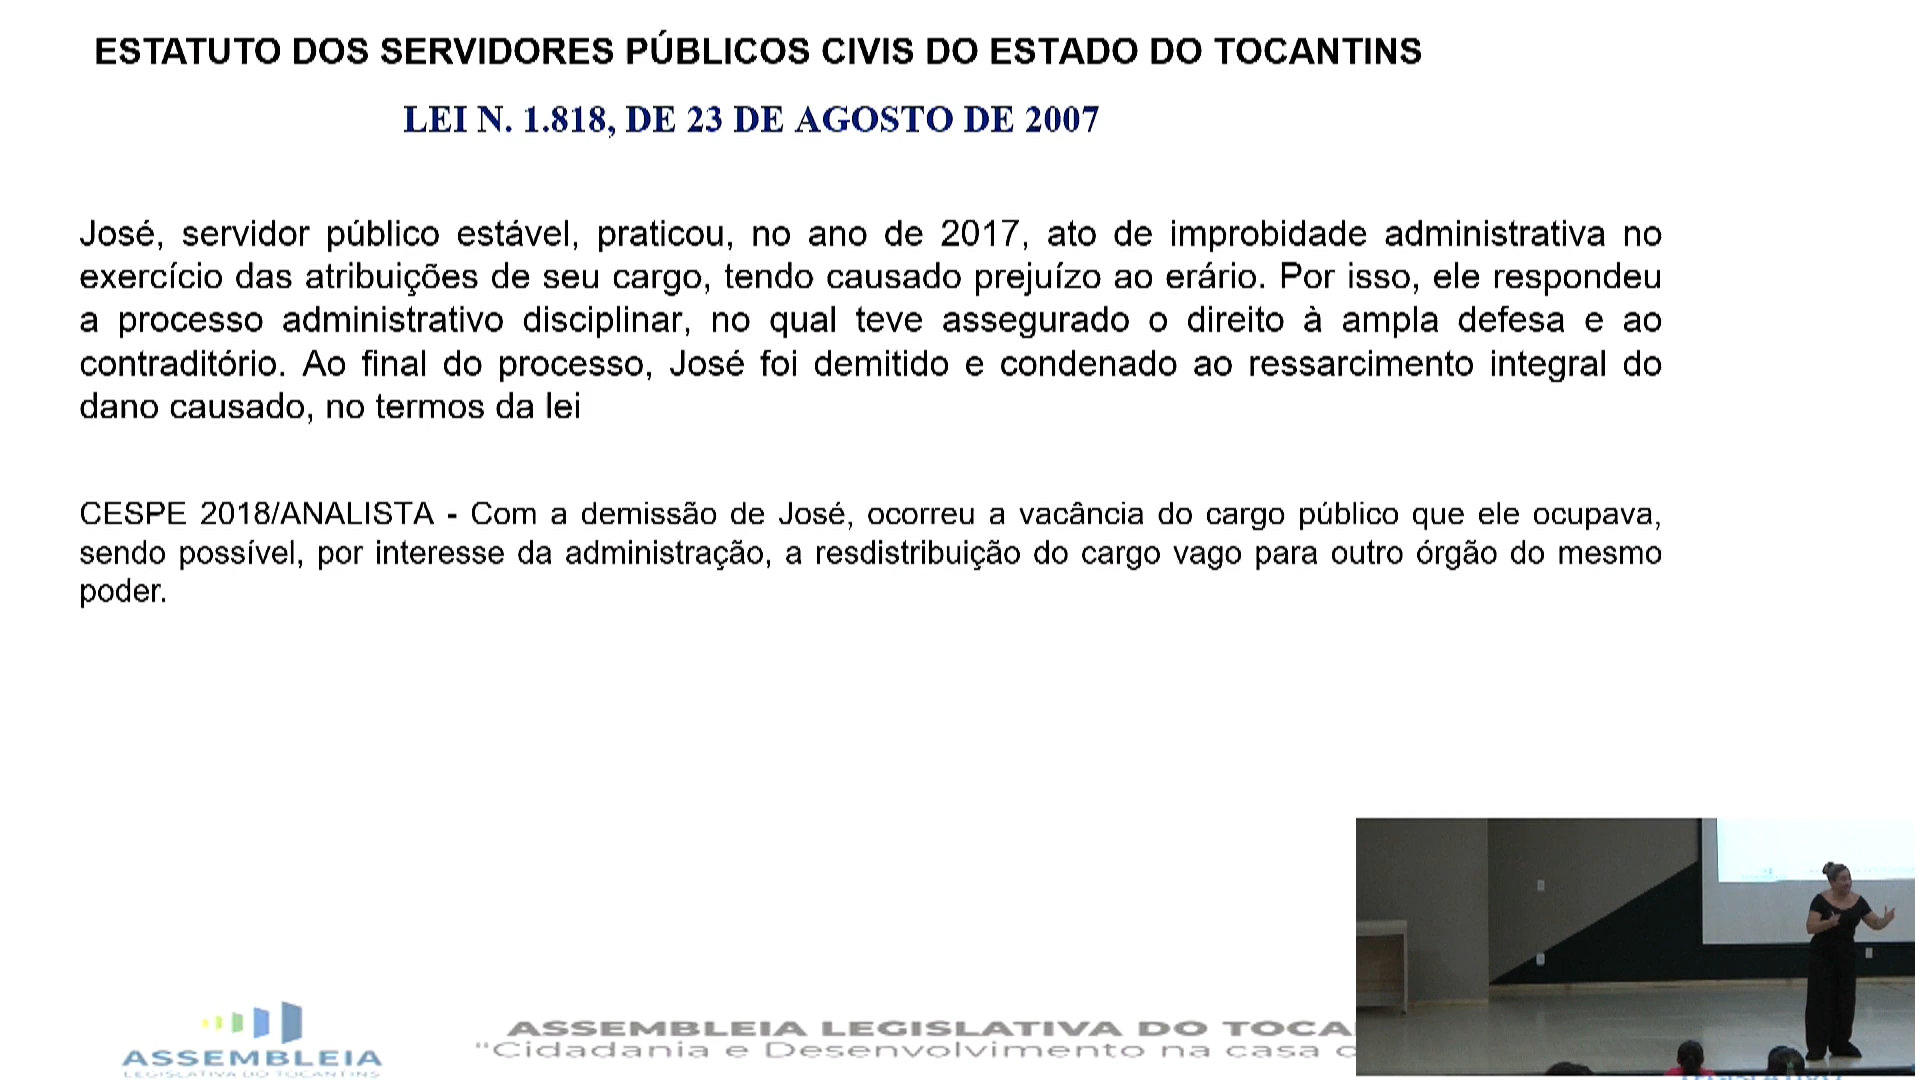 ESTATUTO DOS SERVIDORES PÚBLICOS CIVIS DO ESTADO DO TOCANTINS
LEI N. 1.818, DE 23 DE AGOSTO DE 2007
José, servidor público estável, praticou, no ano de 2017, ato de improbidade administrativa no
exercício das atribuições de seu cargo, tendo causado prejuízo ao erário. Por isso, ele respondeu
a processo administrativo disciplinar, no qual teve assegurado o direito à ampla defesa e ao
contraditório. Ao final do processo, José foi demitido e condenado ao ressarcimento integral do
dano causado, no termos da lei
CESPE 2018/ANALISTA - Com a demissão de José, ocorreu a vacância do cargo público que ele ocupava,
sendo possível, por interesse da administração, a resdistribuição do cargo vago para outro órgão do mesmo
poder.
ASSEMBLEIA
LEGISLATIVA DO TOCANTINS
ASSEMBLEIA LEGISLATIVA DO TOCA
"Cidadania e Desenvolvimento na casa